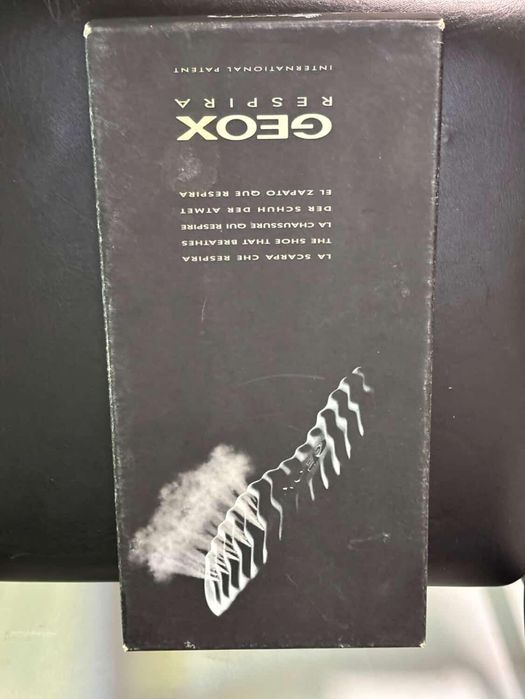 LA SCARPA CHE RESPIRA
THE SHOE THAT BREATHES
LA CHAUSSURE QUI RESPIRE
DER SCHUH DER ATMET
EL ZAPATO QUE RESPIRA
GEOX
RESPIRA
INTERNATIONAL PATENT